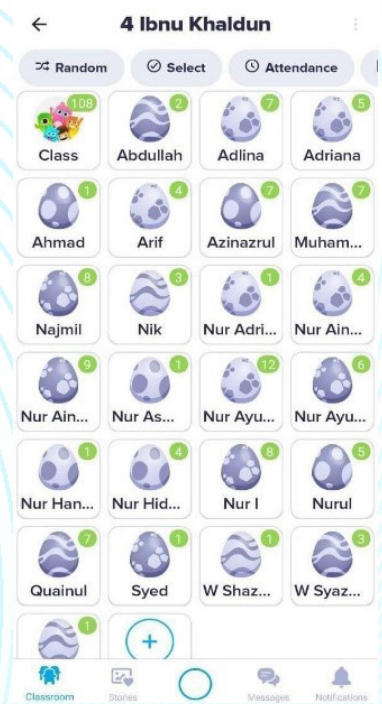 4 Ibnu Khaldun
Random Select Attendance
108 2 7 5
Class Abdullah Adlina Adriana
1 4 7 7
Ahmad Arif Azinazrul Muham...
8 3 1 4
Najmil Nik Nur Adri... Nur Ain...
9 1 12 6
Nur Ain... Nur As... Nur Ayu... Nur Ayu...
1 4 8 5
Nur Han... Nur Hid... Nur I Nurul
7 1 1 3
Quainul Syed W Shaz... W Syaz...
1
Classroom Stories Messages Notifications